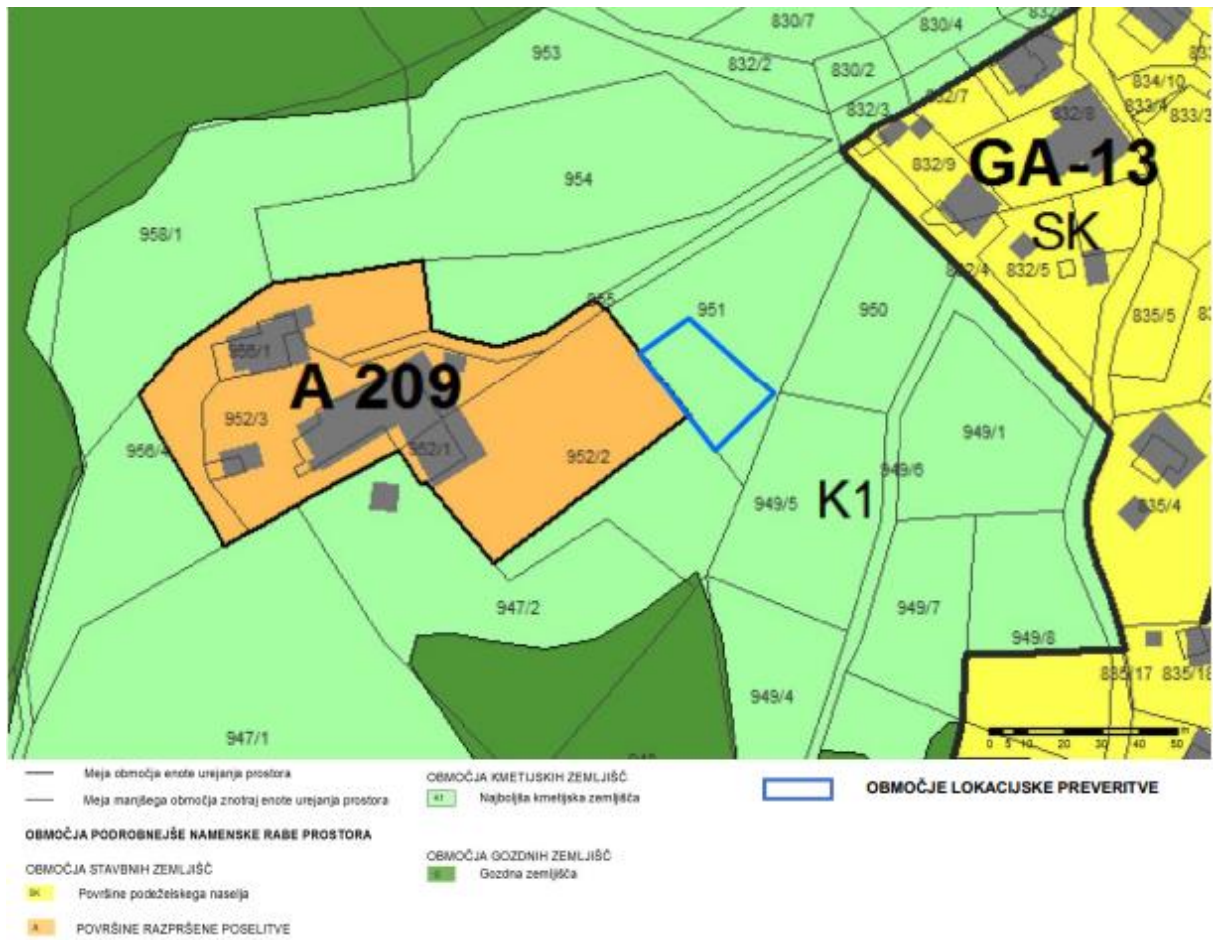 830/7
830/4
953
832/2
830/2
834/10
832/7
833/4
832/3
832/8
833/3
GA-13
832/9
954
SK
958/1
832/4
832/5
951
950
835/5
A 209
952/3
949/1
952/1
952/2
949/6
K1
949/5
835/4
947/2
949/7
949/8
835/17
835/18
949/4
947/1
0 5 10 20 30 40 50
Meja območja enote urejanja prostora
Meja manjšega območja znotraj enote urejanja prostora
OBMOČJA PODROBNEJŠE NAMENSKE RABE PROSTORA
OBMOČJA STAVBNIH ZEMLJIŠČ
SK Površine podeželskega naselja
A POVRŠINE RAZPRŠENE POSELITVE
OBMOČJA KMETIJSKIH ZEMLJIŠČ
K1 Najboljša kmetijska zemljišča
OBMOČJA GOZDNIH ZEMLJIŠČ
Gozdna zemljišča
OBMOČJE LOKACIJSKE PREVERITVE